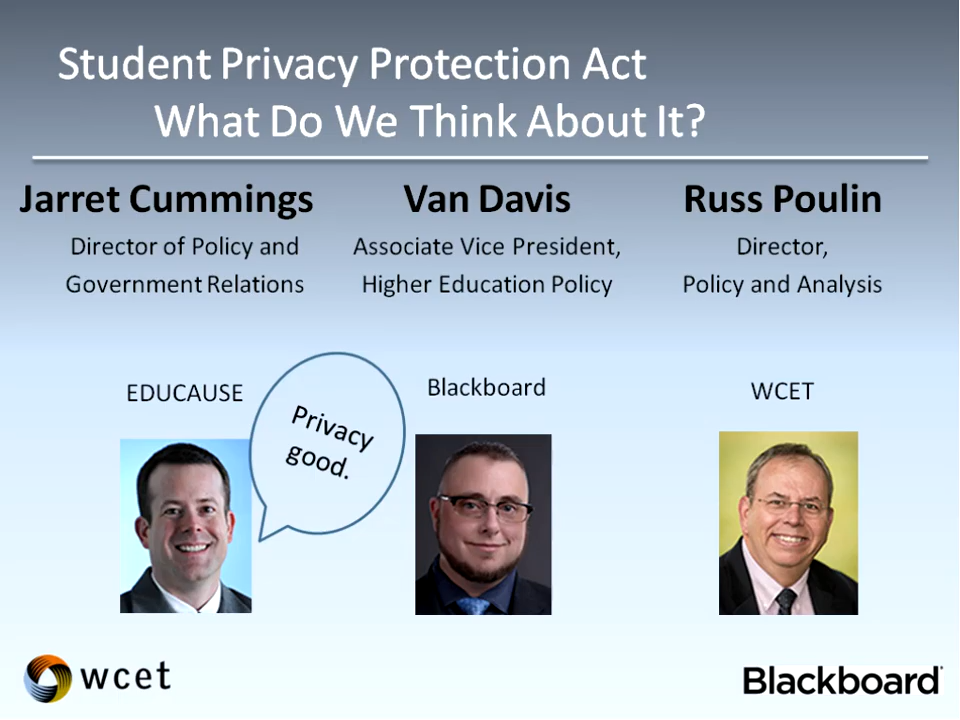 Student Privacy Protection Act
What Do We Think About It?
Jarret Cummings
Director of Policy and
Government Relations
EDUCAUSE
Van Davis
Associate Vice President,
Higher Education Policy
Blackboard
Russ Poulin
Director,
Policy and Analysis
WCET
Privacy
good.
wcet
Blackboard